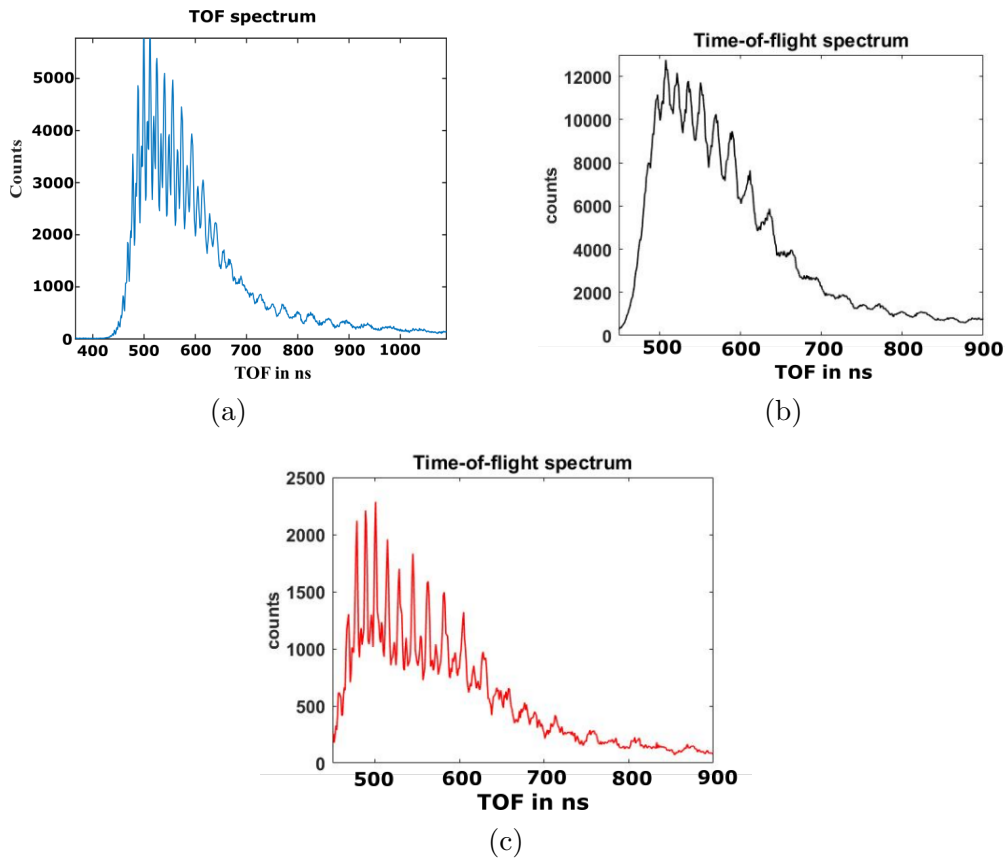 TOF spectrum
5000
4000
3000
2000
1000
0
Counts
400 500 600 700 800 900 1000
TOF in ns
(a)
Time-of-flight spectrum
12000
10000
8000
6000
4000
2000
0
counts
500 600 700 800 900
TOF in ns
(b)
Time-of-flight spectrum
2500
2000
1500
1000
500
0
counts
500 600 700 800 900
TOF in ns
(c)